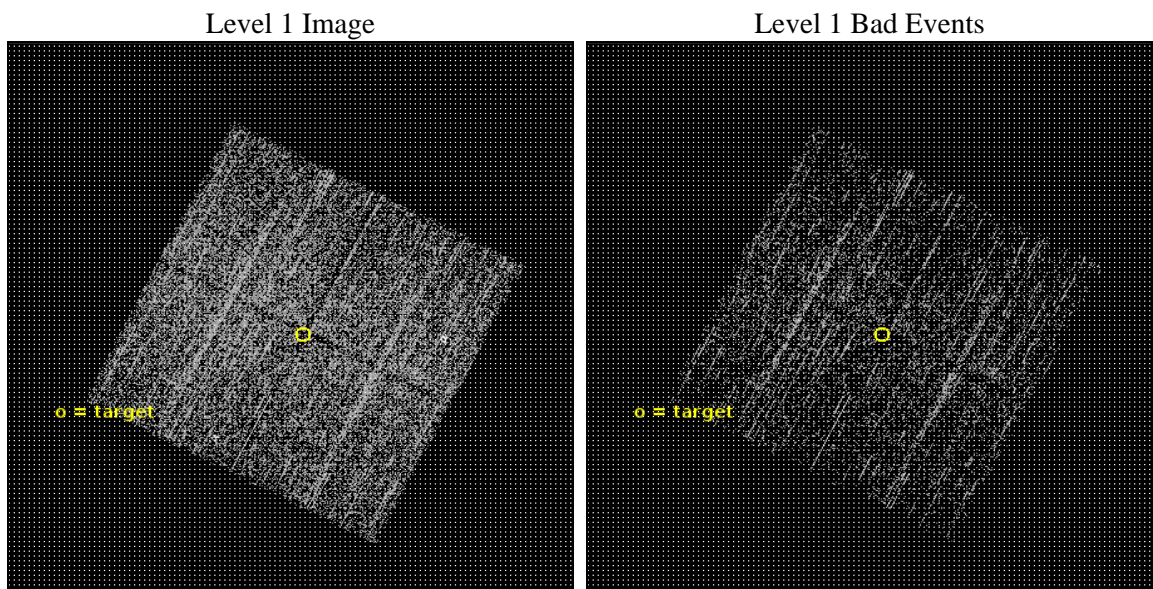 Level 1 Image
Level 1 Bad Events
o = target
o = target